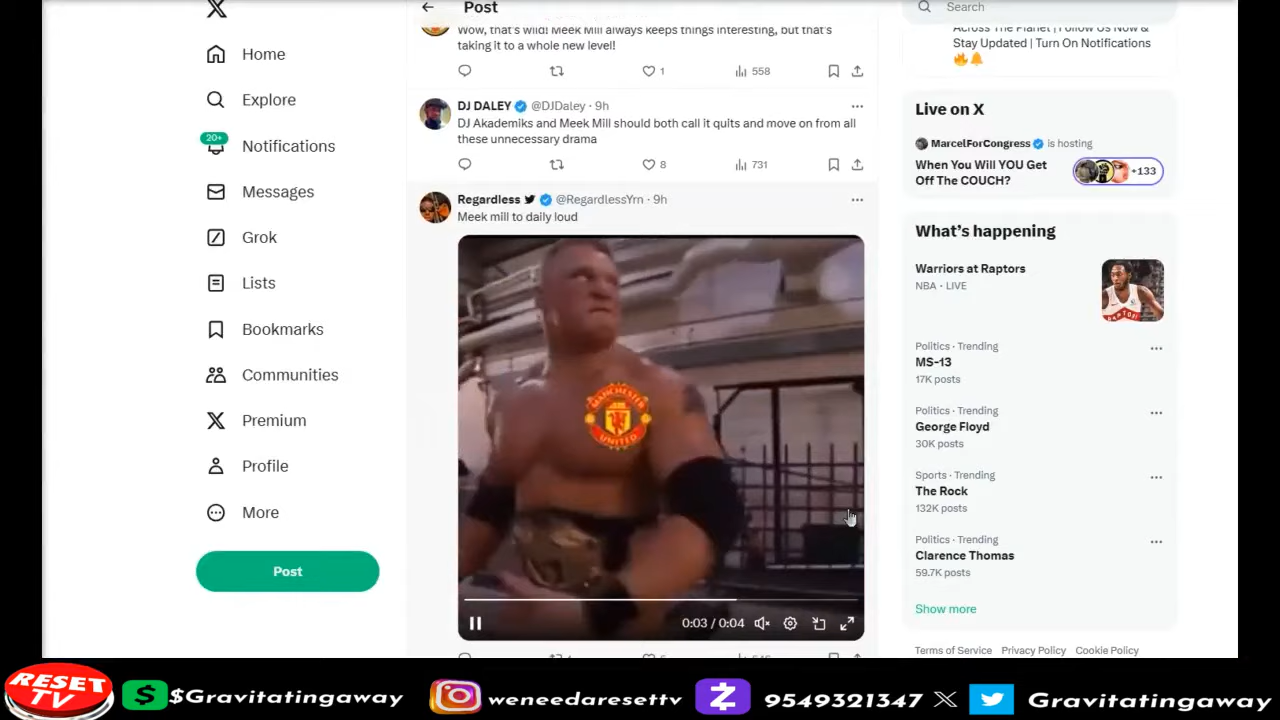 Post
Wow, that's wild! Meek Mill always keeps things interesting, but that's
taking it to a whole new level!
1
558
DJ DALEY @DJDaley · 9h
DJ Akademiks and Meek Mill should both call it quits and move on from all
these unnecessary drama
8
731
Regardless @RegardlessYrn · 9h
Meek mill to daily loud
MANCHESTER
UNITED
0:03 / 0:04
Home
Explore
20+
Notifications
Messages
Grok
Lists
Bookmarks
Communities
Premium
Profile
More
Post
Search
Across The Planet | Follow Us Now &
Stay Updated | Turn On Notifications
Live on X
MarcelForCongress is hosting
When You Will YOU Get
Off The COUCH?
+133
What's happening
Warriors at Raptors
NBA · LIVE
Politics · Trending
MS-13
17K posts
Politics · Trending
George Floyd
30K posts
Sports · Trending
The Rock
132K posts
Politics · Trending
Clarence Thomas
59.7K posts
Show more
Terms of Service Privacy Policy Cookie Policy
RESET
TV
$Gravitatingaway
weneedaresettv
9549321347
Gravitatingaway